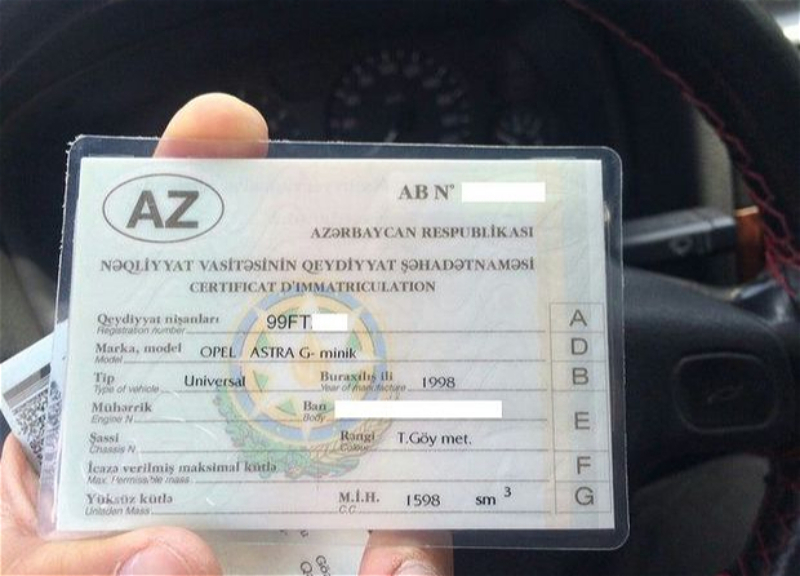 AZ
AB N°
AZƏRBAYCAN RESPUBLİKASI
NƏQLİYYAT VASİTƏSİNİN QEYDİYYAT ŞƏHADƏTNAMƏSİ
CERTIFICAT D'IMMATRICULATION
Qeydiyyat nişanları 99FT A
Registration number
Marka, model OPEL ASTRA G- minik D
Model
Tip Universal Buraxılış ili 1998 B
Type of vehicle Year of manufacture
Mühərrik Ban E
Engine N Body
Şassi Rəngi T.Göy met.
Chassis N Colour
İcazə verilmiş maksimal kütlə F
Max. Permissible mass
Yüksüz kütlə M.İ.H. 1598 sm 3 G
Unladen Mass C.C